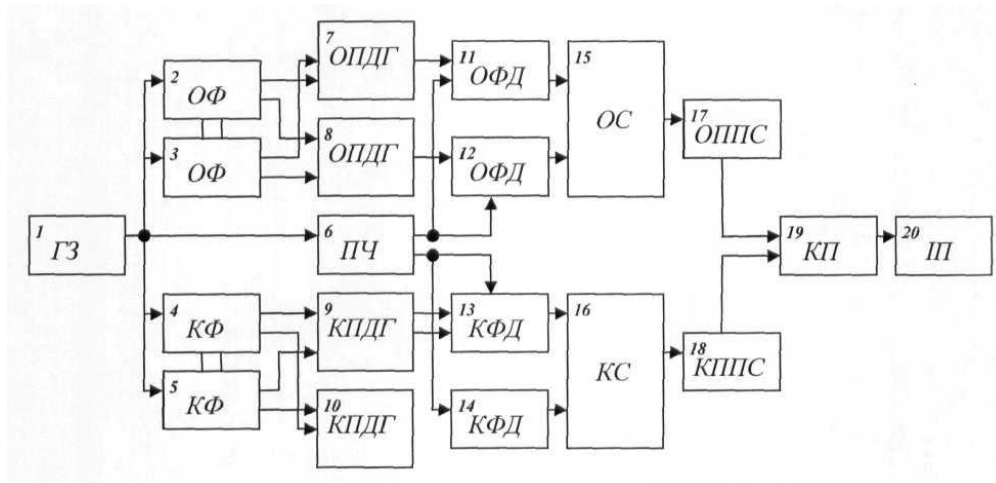 1 ГЗ
2 ОФ
3 ОФ
4 КФ
5 КФ
6 ПЧ
7 ОПДГ
8 ОПДГ
9 КПДГ
10 КПДГ
11 ОФД
12 ОФД
13 КФД
14 КФД
15 ОС
16 КС
17 ОППС
18 КППС
19 КП
20 ІП